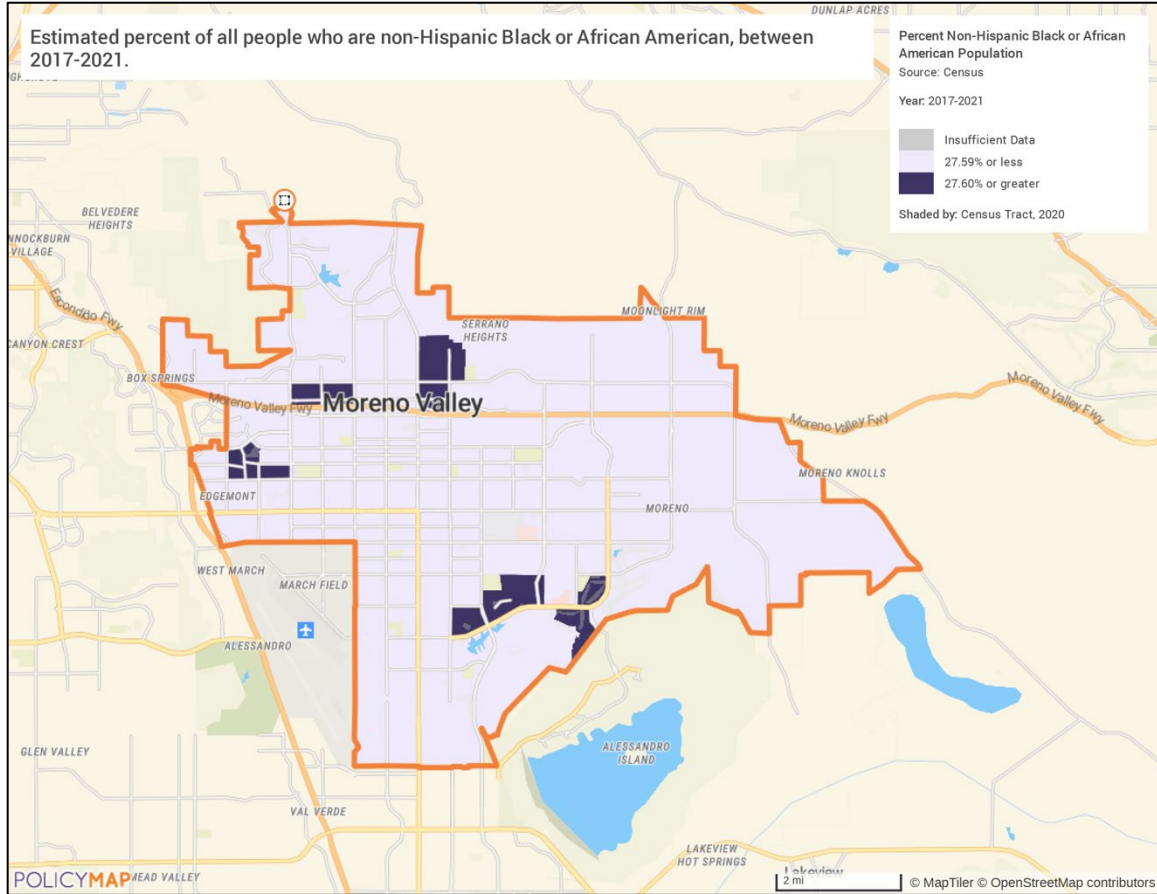 DUNLAP ACRES
Estimated percent of all people who are non-Hispanic Black or African American, between
2017-2021.
Percent Non-Hispanic Black or African
American Population
Source: Census
Year: 2017-2021
Insufficient Data
27.59% or less
27.60% or greater
Shaded by: Census Tract, 2020
BELVEDERE
HEIGHTS
NNOCKBURN
VILLAGE
Escondido Fwy
CANYON CREST
BOX SPRINGS
MOONLIGHT RIM
SERRANO
HEIGHTS
Moreno Valley Fwy
Moreno Valley
Moreno Valley Fwy
Moreno Valley Fwy
MORENO KNOLLS
EDGEMONT
MORENO
WEST MARCH
MARCH FIELD
ALESSANDRO
GLEN VALLEY
ALESSANDRO
ISLAND
VAL VERDE
LAKEVIEW
HOT SPRINGS
Lakeview
POLICYMAP
MEAD VALLEY
2 mi
© MapTiler © OpenStreetMap contributors